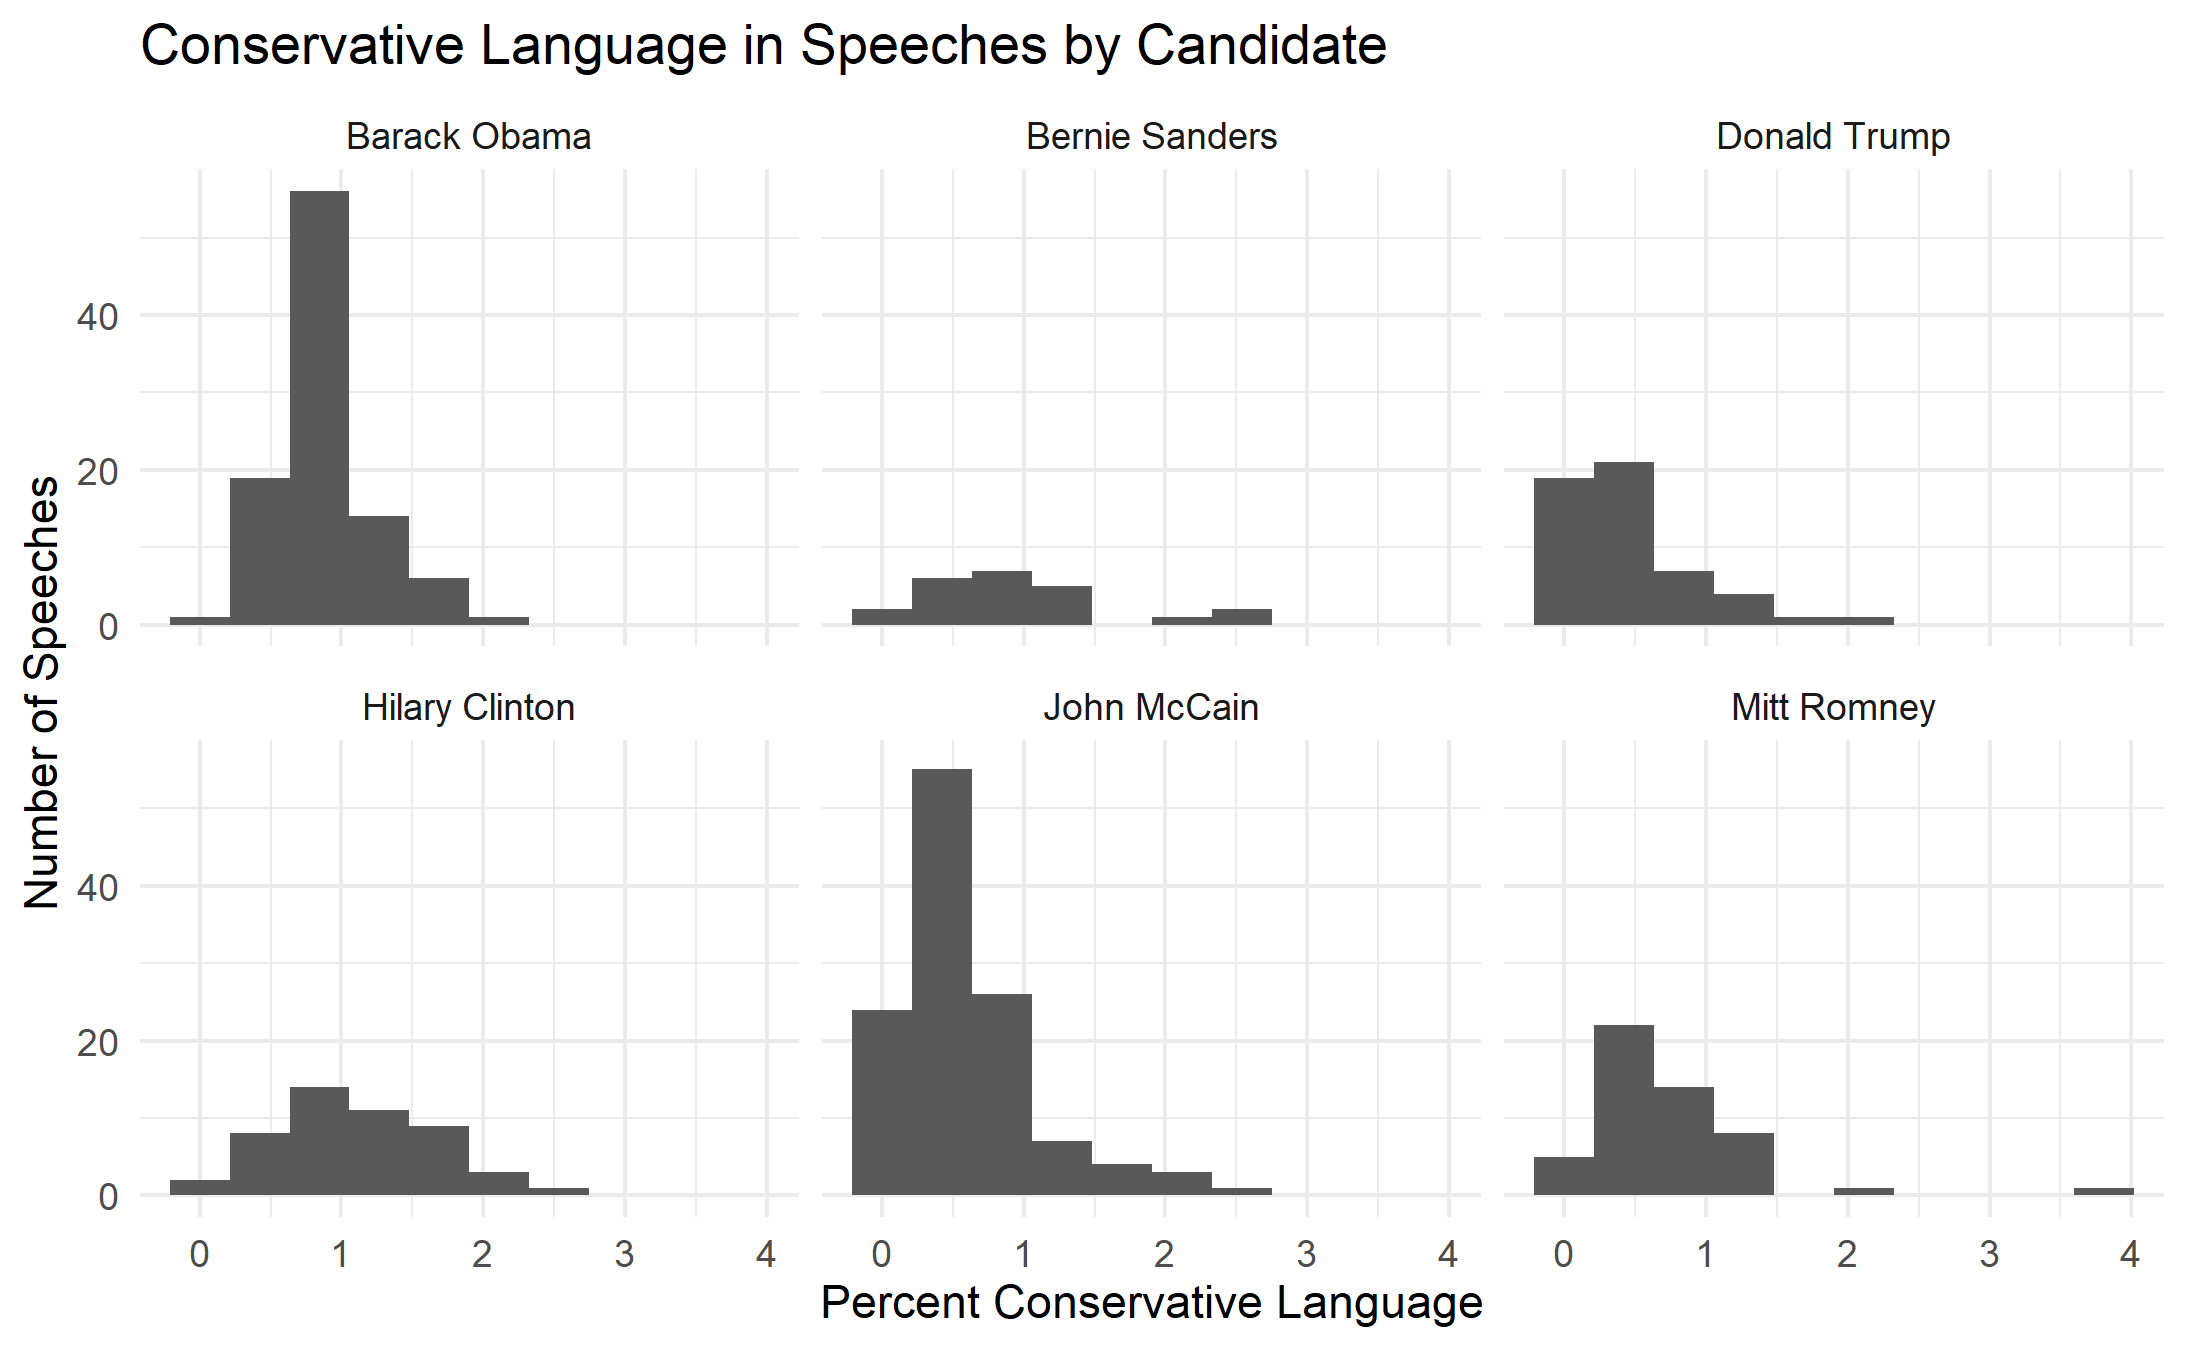 Conservative Language in Speeches by Candidate
Barack Obama
Bernie Sanders
Donald Trump
40
20
0
Number of Speeches
Hilary Clinton
John McCain
Mitt Romney
40
20
0
0 1 2 3 4
0 1 2 3 4
0 1 2 3 4
Percent Conservative Language